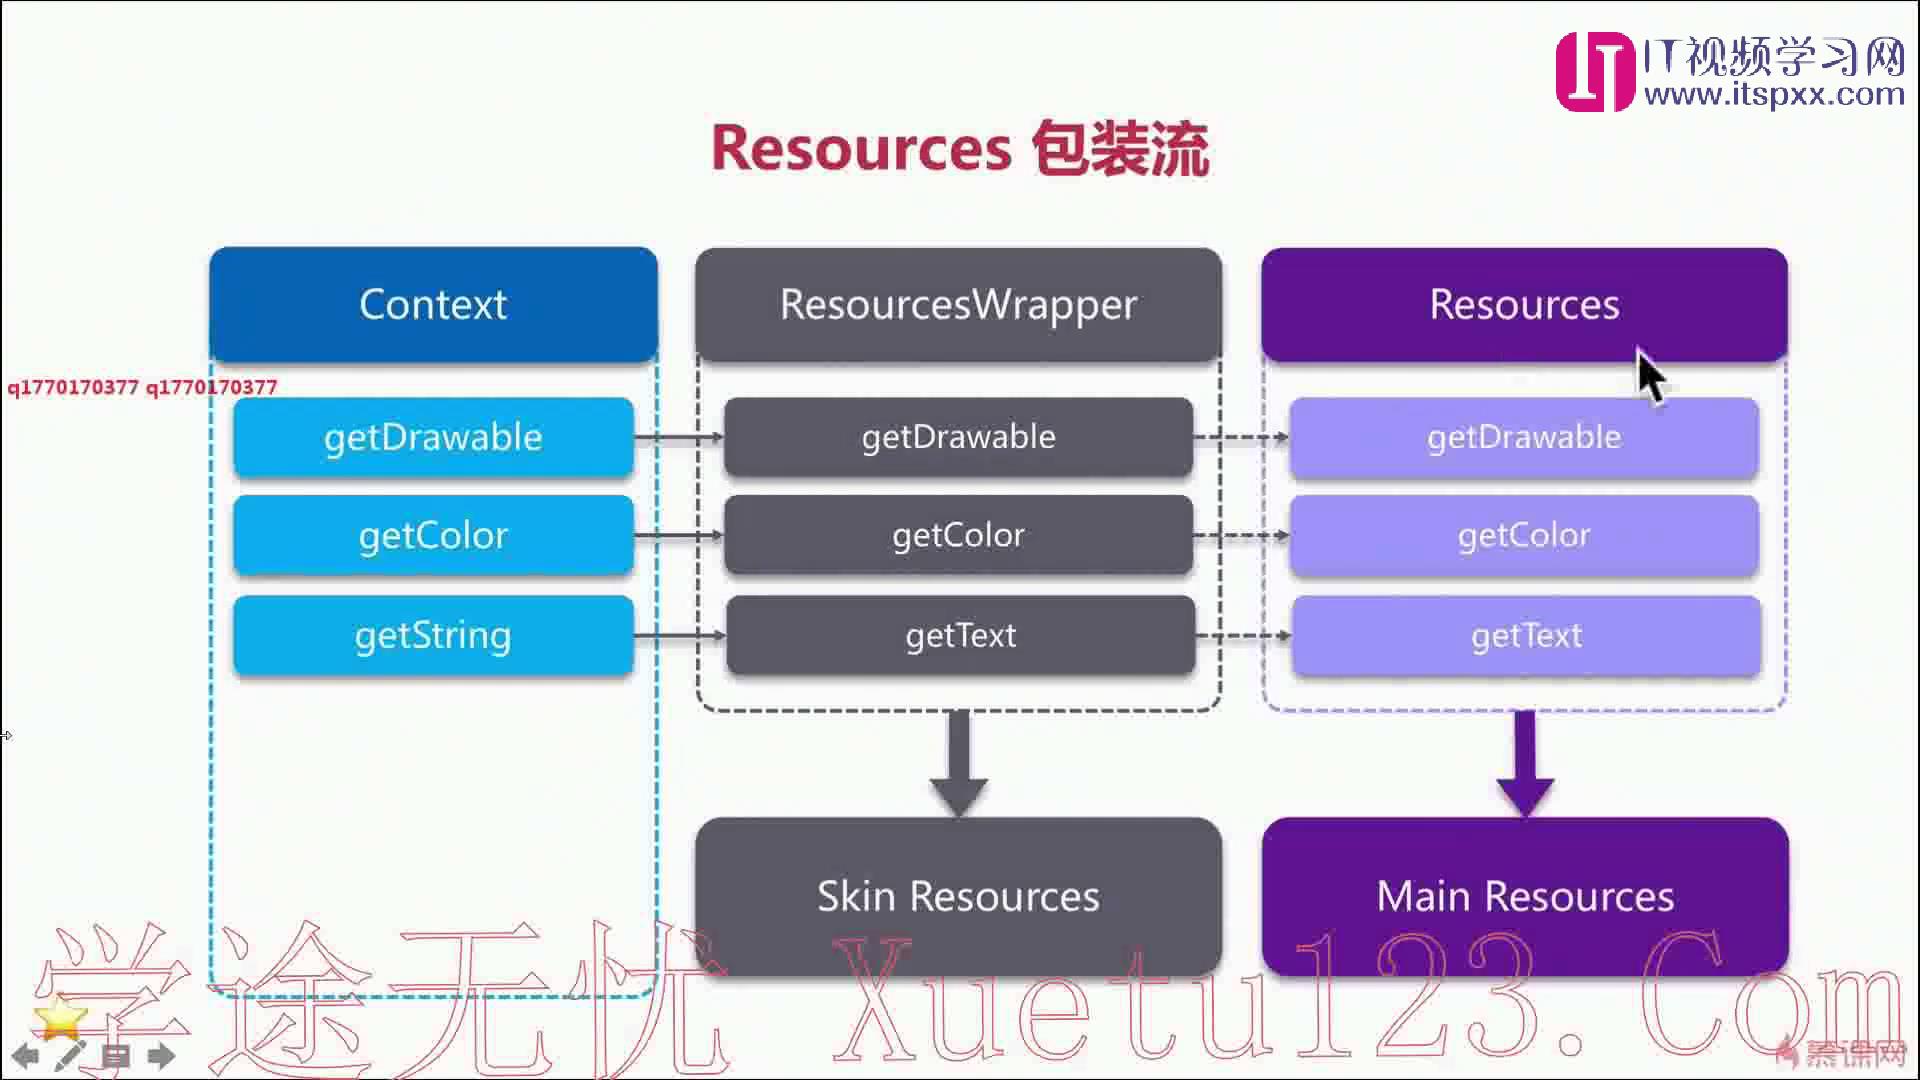 IT视频学习网
www.itspxx.com
Resources 包装流
Context
ResourcesWrapper
Resources
q1770170377 q1770170377
getDrawable
getDrawable
getDrawable
getColor
getColor
getColor
getString
getText
getText
Skin Resources
Main Resources
学途无忧 Xuetu123.Com
慕课网